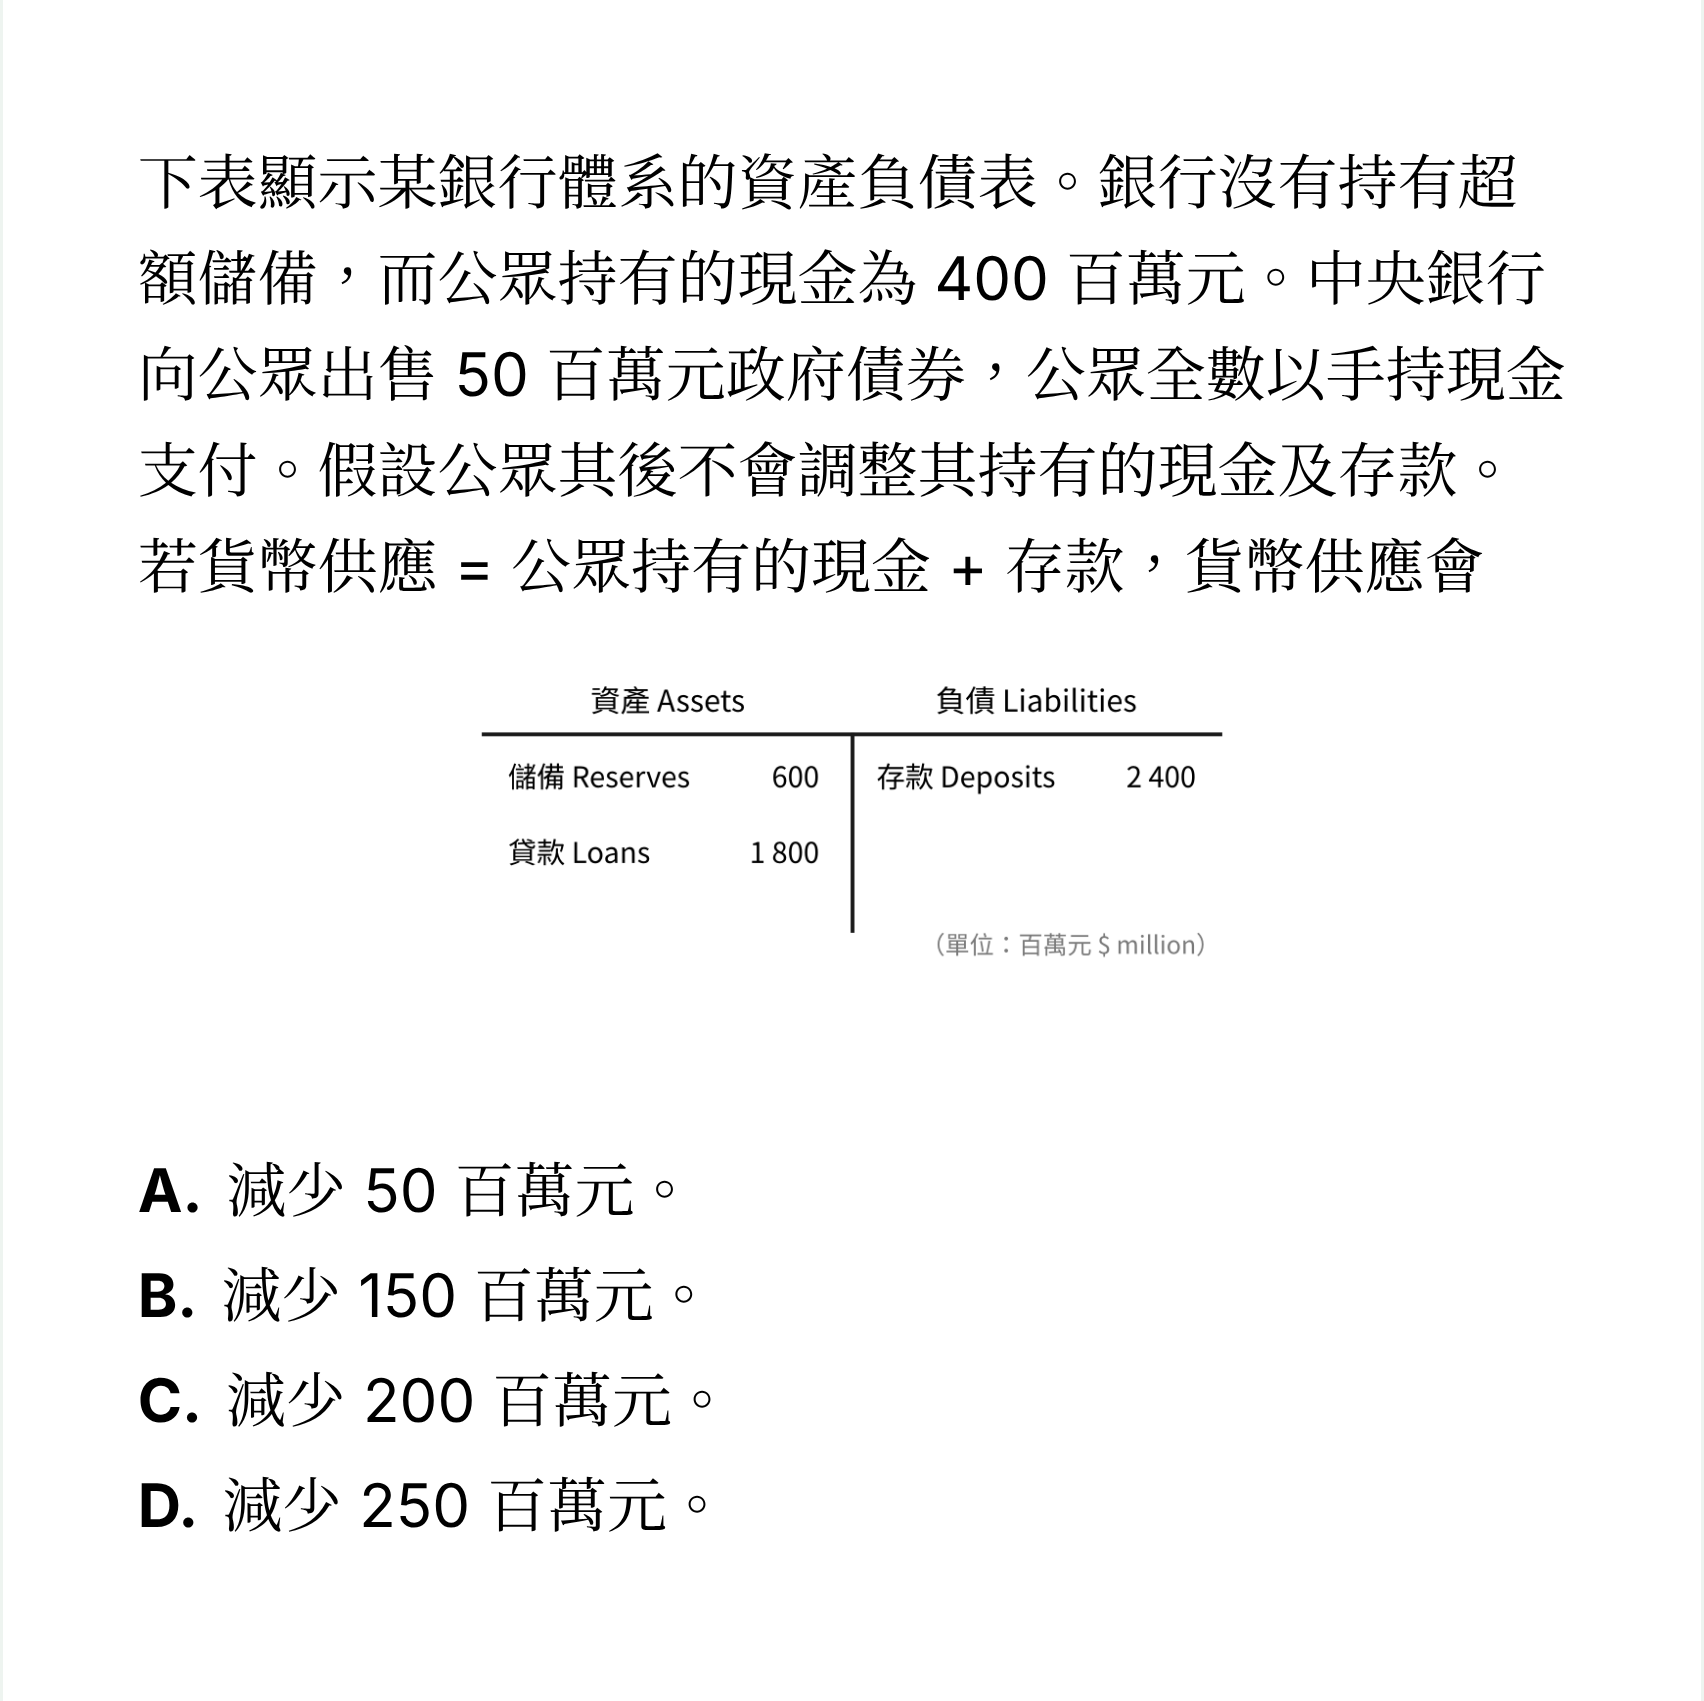 下表顯示某銀行體系的資產負債表。銀行沒有持有超
額儲備，而公眾持有的現金為 400 百萬元。中央銀行
向公眾出售 50 百萬元政府債券，公眾全數以手持現金
支付。假設公眾其後不會調整其持有的現金及存款。
若貨幣供應 = 公眾持有的現金 + 存款，貨幣供應會
資產 Assets 負債 Liabilities
儲備 Reserves 600 存款 Deposits 2 400
貸款 Loans 1 800
（單位：百萬元 $ million）
A. 減少 50 百萬元。
B. 減少 150 百萬元。
C. 減少 200 百萬元。
D. 減少 250 百萬元。